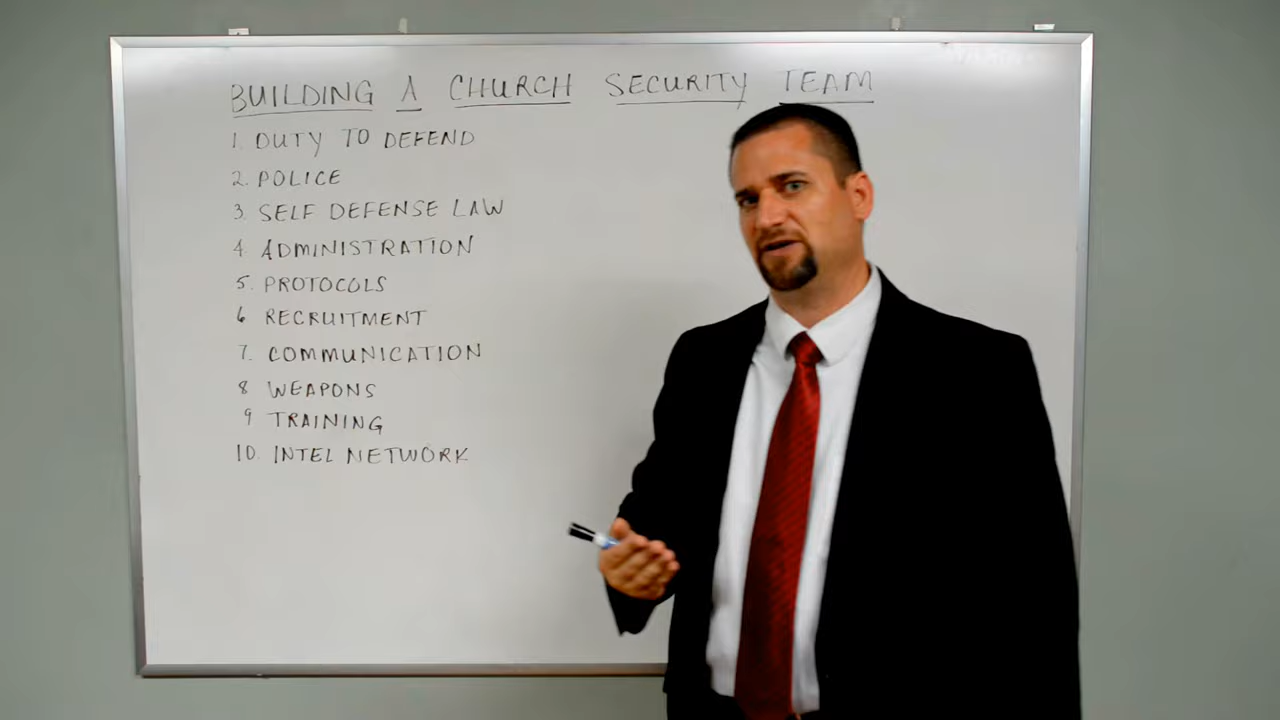 BUILDING A CHURCH SECURITY TEAM
1. DUTY TO DEFEND
2. POLICE
3. SELF DEFENSE LAW
4. ADMINISTRATION
5. PROTOCOLS
6 RECRUITMENT
7. COMMUNICATION
8 WEAPONS
9 TRAINING
10. INTEL NETWORK